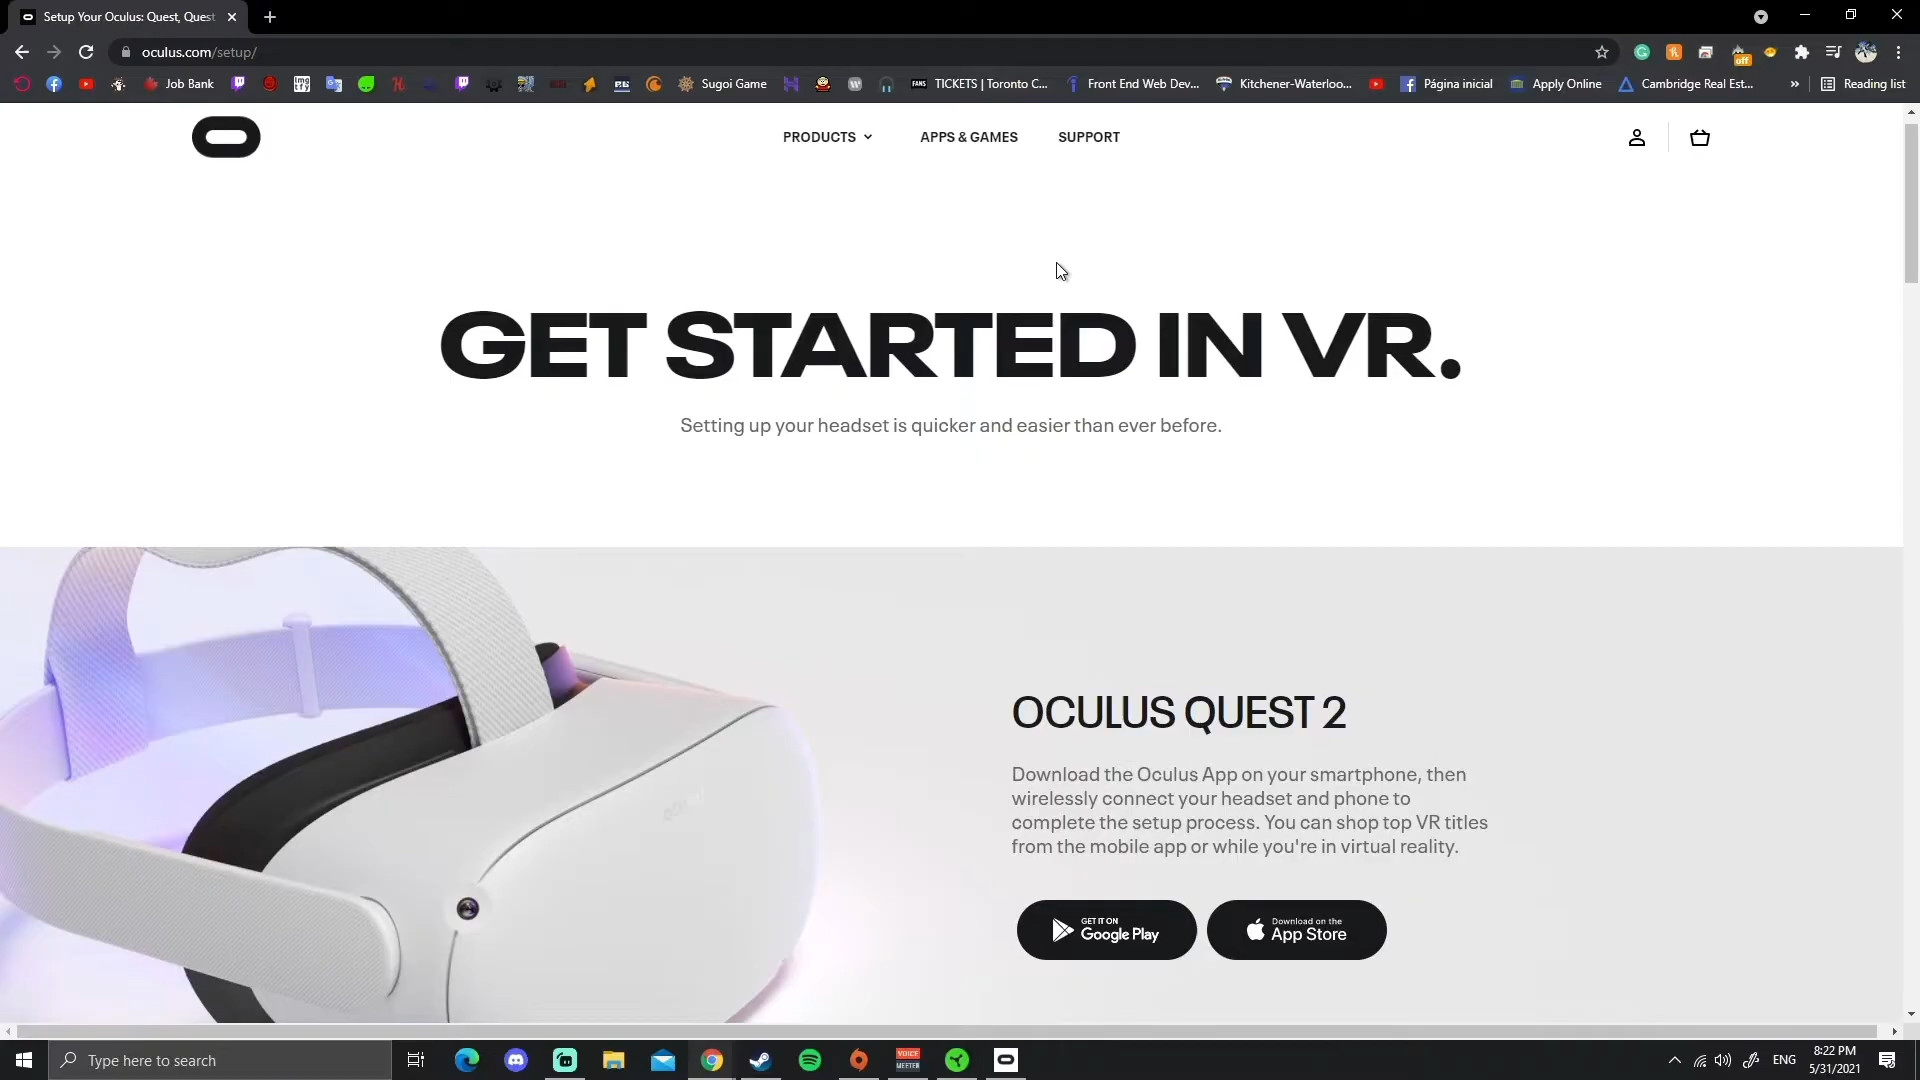 Setup Your Oculus: Quest, Quest
oculus.com/setup/
off
Job Bank
Sugoi Game
FANS
TICKETS | Toronto C...
Front End Web Dev...
Kitchener-Waterloo...
Página inicial
Apply Online
Cambridge Real Est...
»
Reading list
PRODUCTS
APPS & GAMES
SUPPORT
GET STARTED IN VR.
Setting up your headset is quicker and easier than ever before.
OCULUS QUEST 2
Download the Oculus App on your smartphone, then
wirelessly connect your headset and phone to
complete the setup process. You can shop top VR titles
from the mobile app or while you're in virtual reality.
GET IT ON
Google Play
Download on the
App Store
Type here to search
VOICE
MEETER
ENG
8:22 PM
5/31/2021